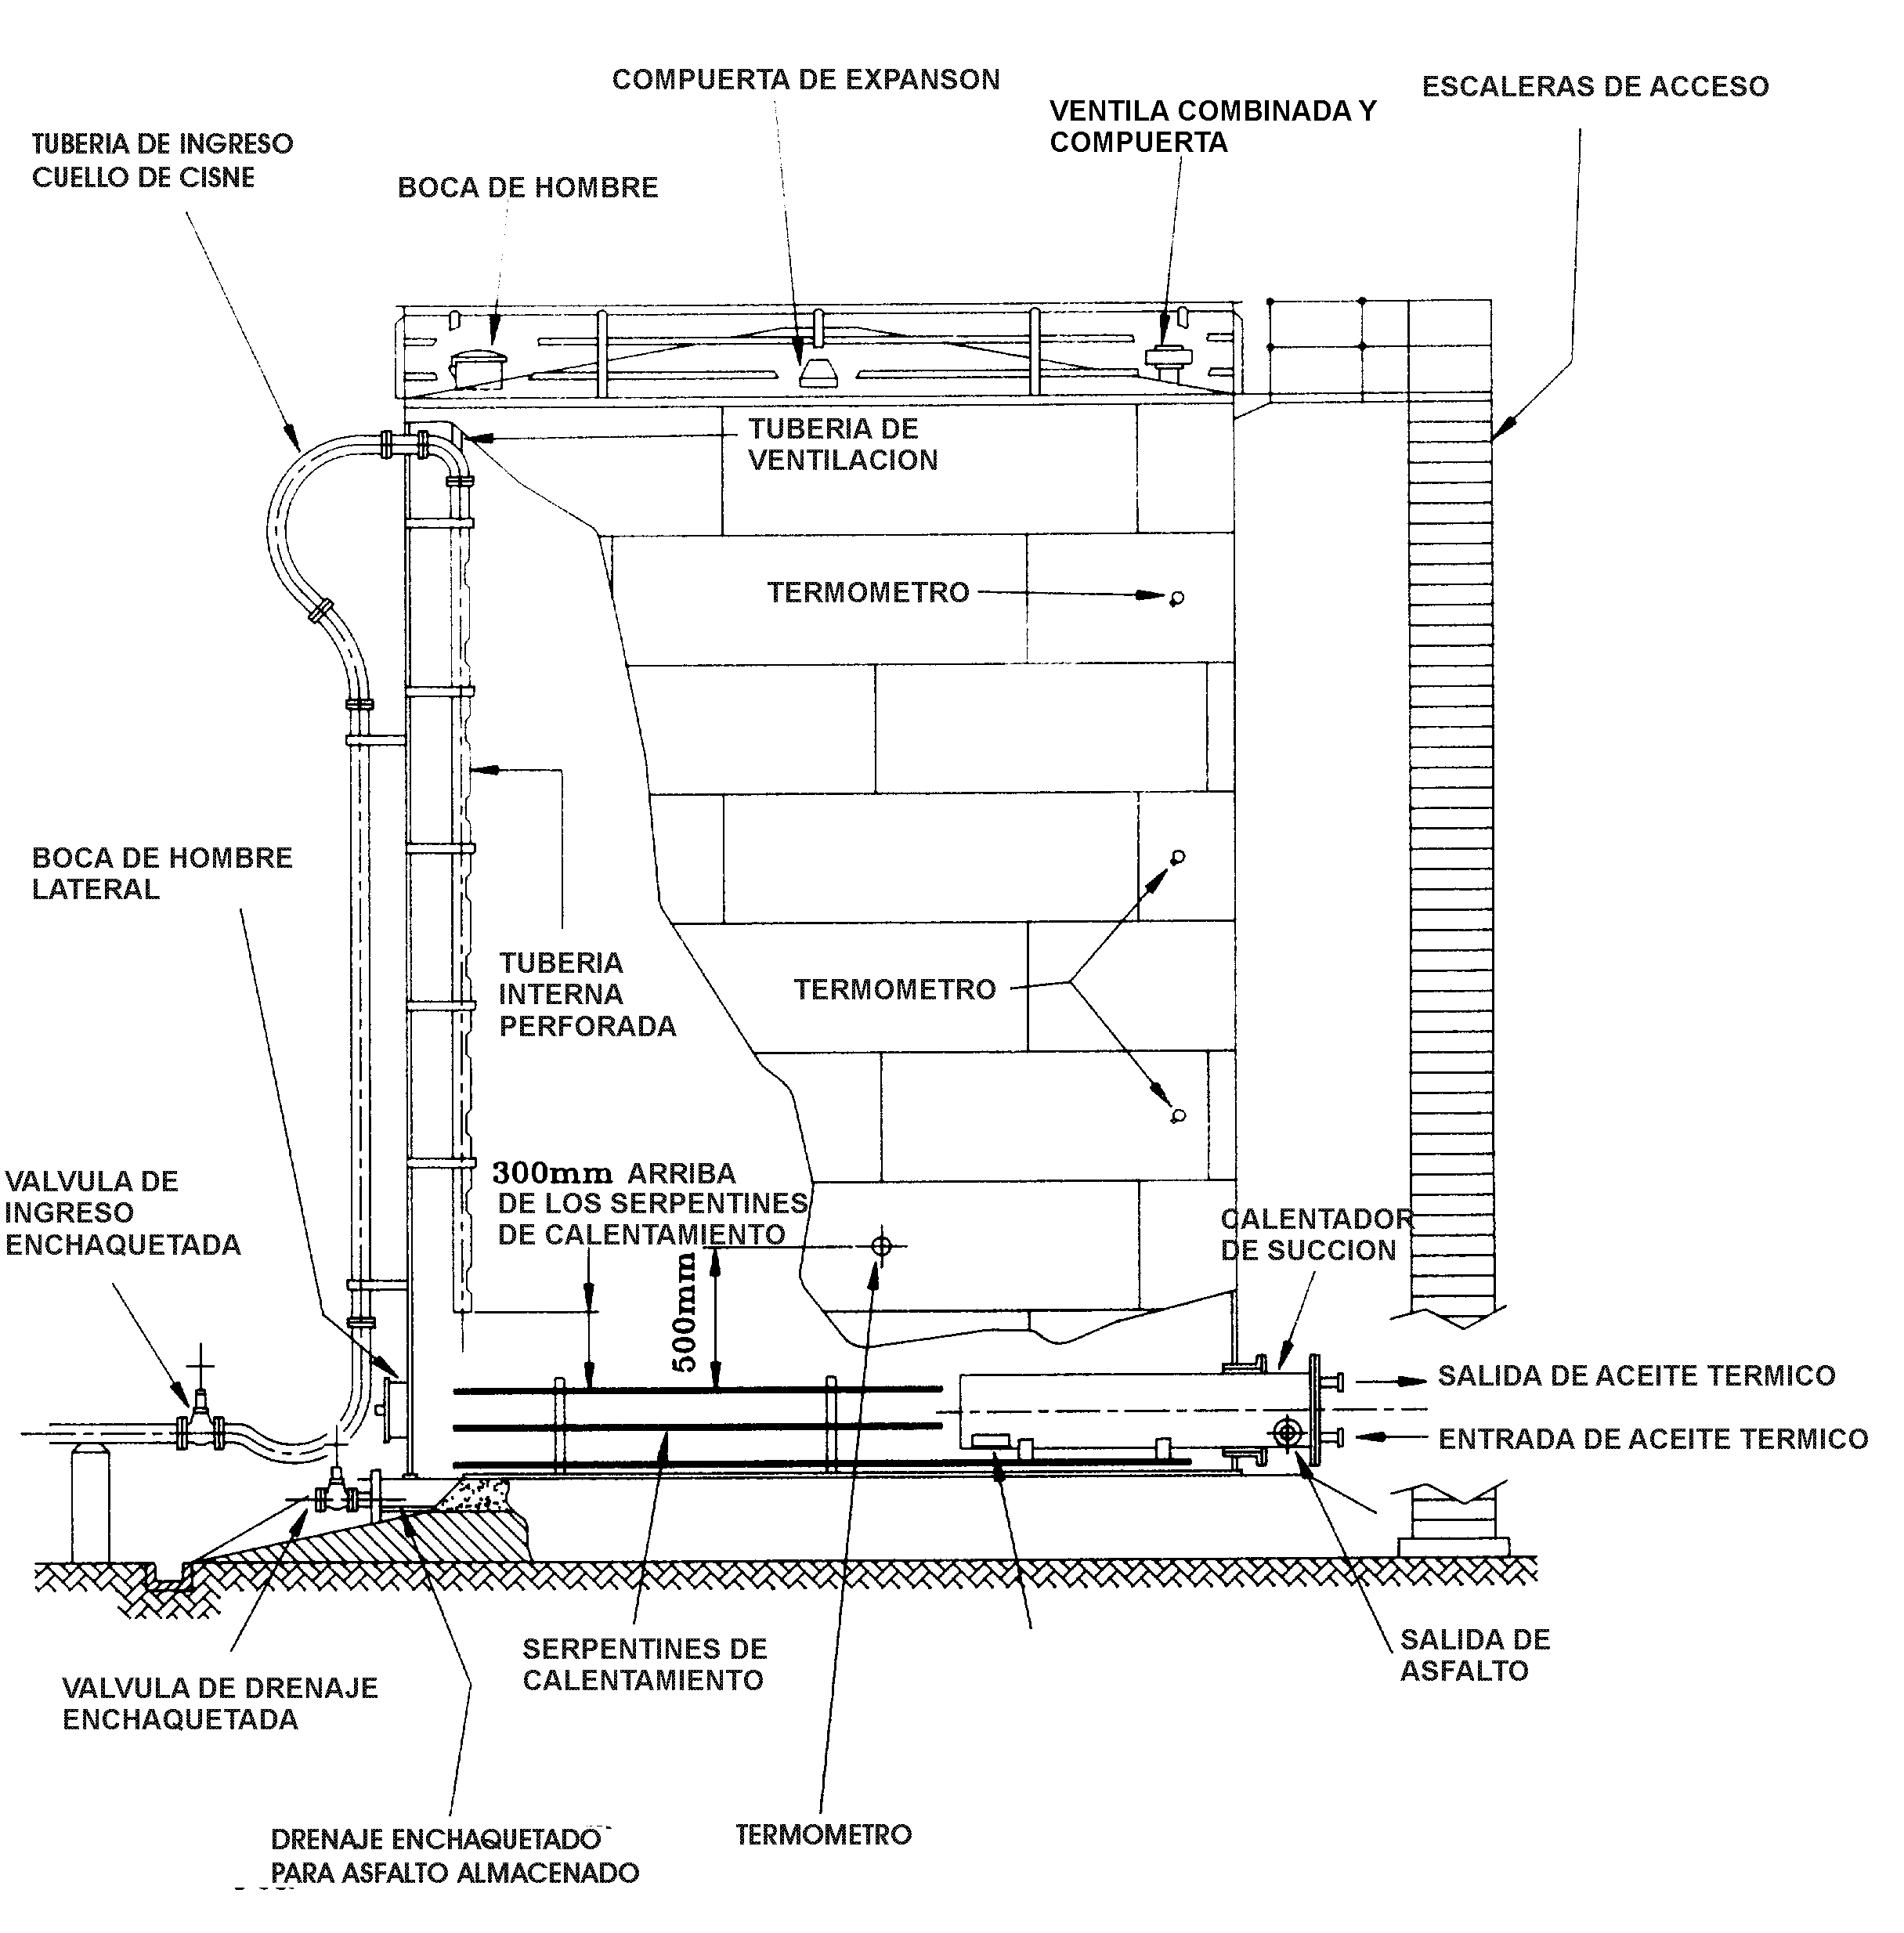 COMPUERTA DE EXPANSON
ESCALERAS DE ACCESO
VENTILA COMBINADA Y
COMPUERTA
TUBERIA DE INGRESO
CUELLO DE CISNE
BOCA DE HOMBRE
TUBERIA DE
VENTILACION
TERMOMETRO
BOCA DE HOMBRE
LATERAL
TUBERIA
INTERNA
PERFORADA
TERMOMETRO
300mm ARRIBA
DE LOS SERPENTINES
DE CALENTAMIENTO
VALVULA DE
INGRESO
ENCHAQUETADA
CALENTADOR
DE SUCCION
500mm
SALIDA DE ACEITE TERMICO
ENTRADA DE ACEITE TERMICO
SERPENTINES DE
CALENTAMIENTO
SALIDA DE
ASFALTO
VALVULA DE DRENAJE
ENCHAQUETADA
DRENAJE ENCHAQUETADO
PARA ASFALTO ALMACENADO
TERMOMETRO